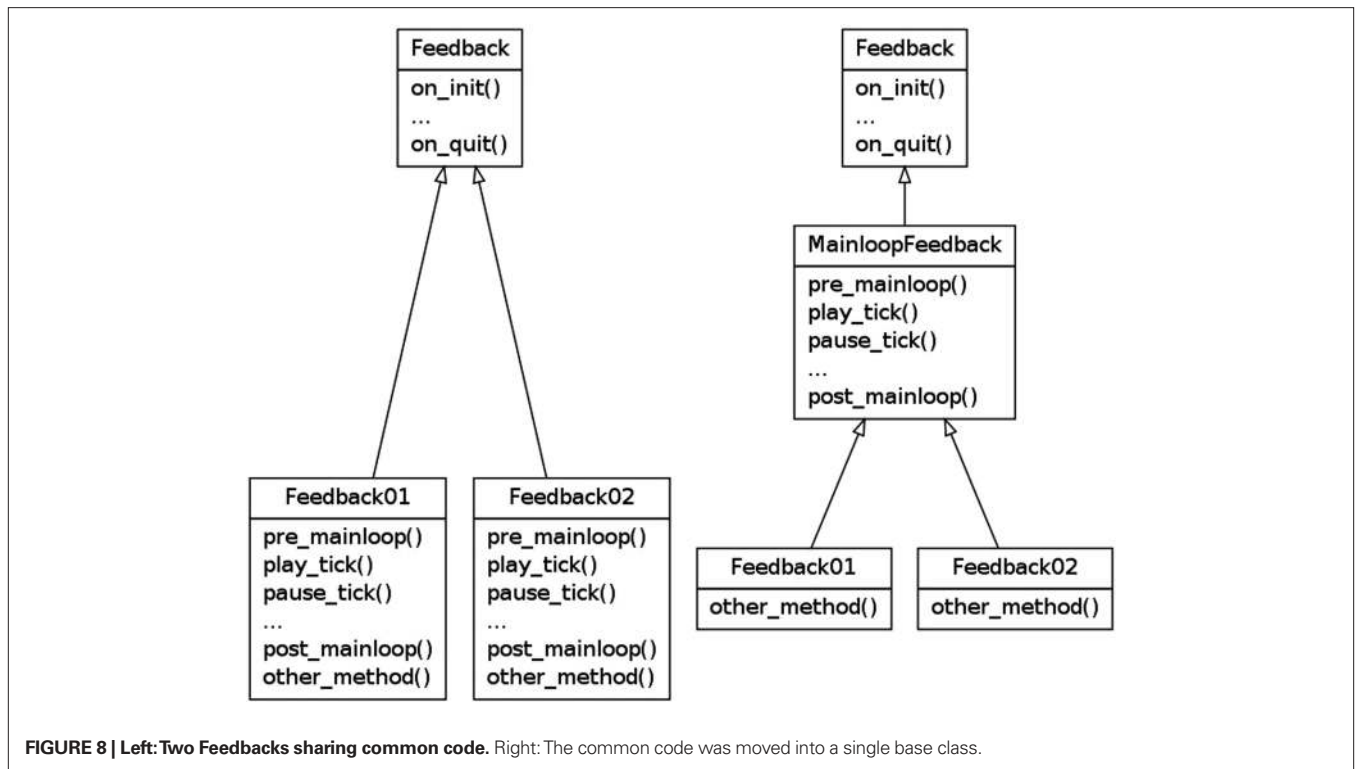 Feedback
on_init()
...
on_quit()
Feedback01
pre_mainloop()
play_tick()
pause_tick()
...
post_mainloop()
other_method()
Feedback02
pre_mainloop()
play_tick()
pause_tick()
...
post_mainloop()
other_method()
Feedback
on_init()
...
on_quit()
MainloopFeedback
pre_mainloop()
play_tick()
pause_tick()
...
post_mainloop()
Feedback01
other_method()
Feedback02
other_method()
FIGURE 8 | Left: Two Feedbacks sharing common code. Right: The common code was moved into a single base class.